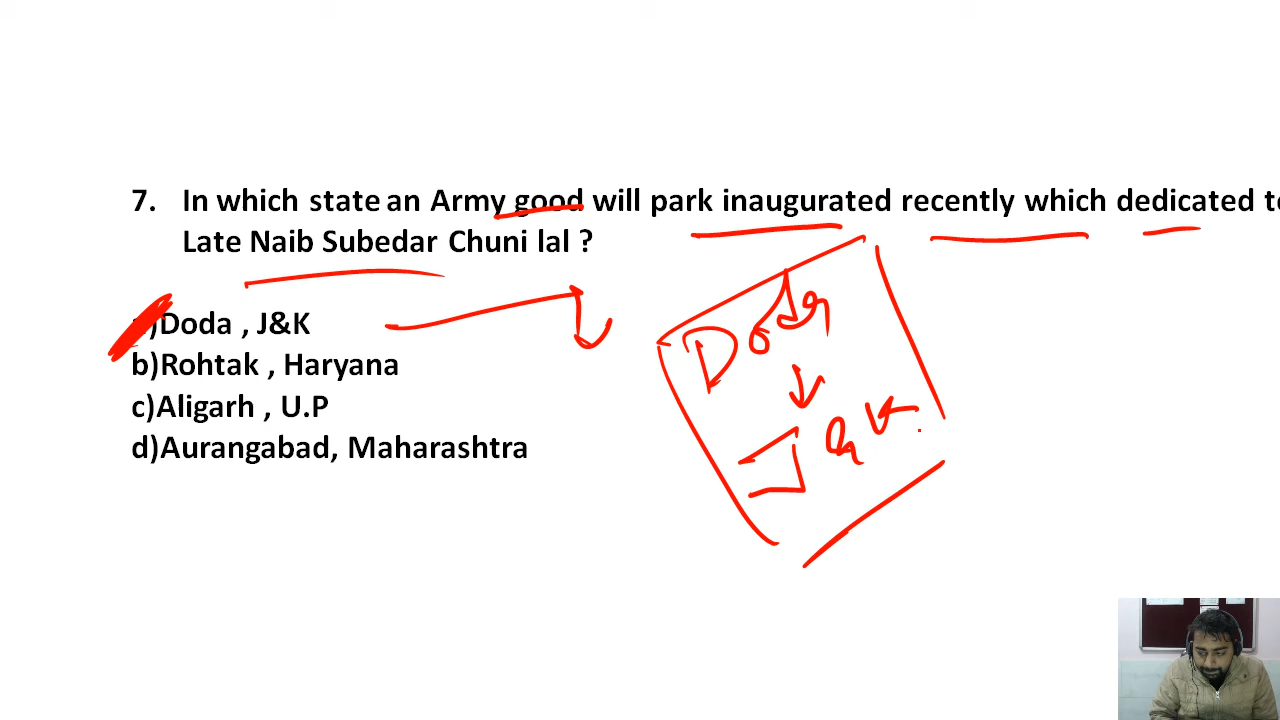 7. In which state an Army good will park inaugurated recently which dedicated to
Late Naib Subedar Chuni lal ?
a)Doda , J&K
b)Rohtak , Haryana
c)Aligarh , U.P
d)Aurangabad, Maharashtra
Doda
J & K